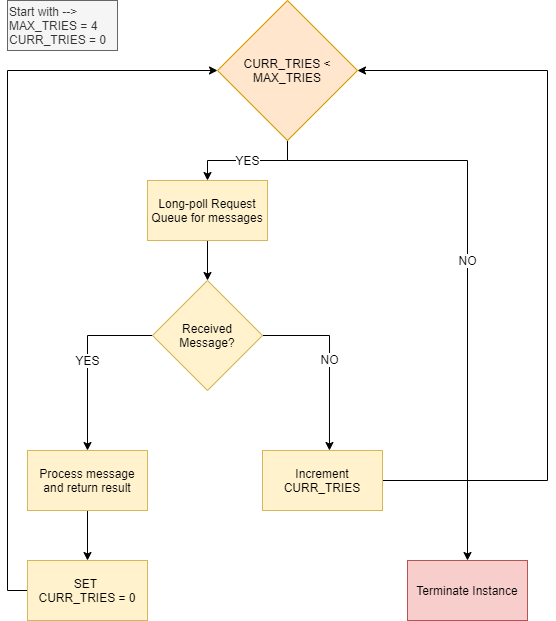 Start with -->
MAX_TRIES = 4
CURR_TRIES = 0
CURR_TRIES <
MAX_TRIES
YES
Long-poll Request
Queue for messages
NO
Received
Message?
YES
NO
Process message
and return result
Increment
CURR_TRIES
SET
CURR_TRIES = 0
Terminate Instance